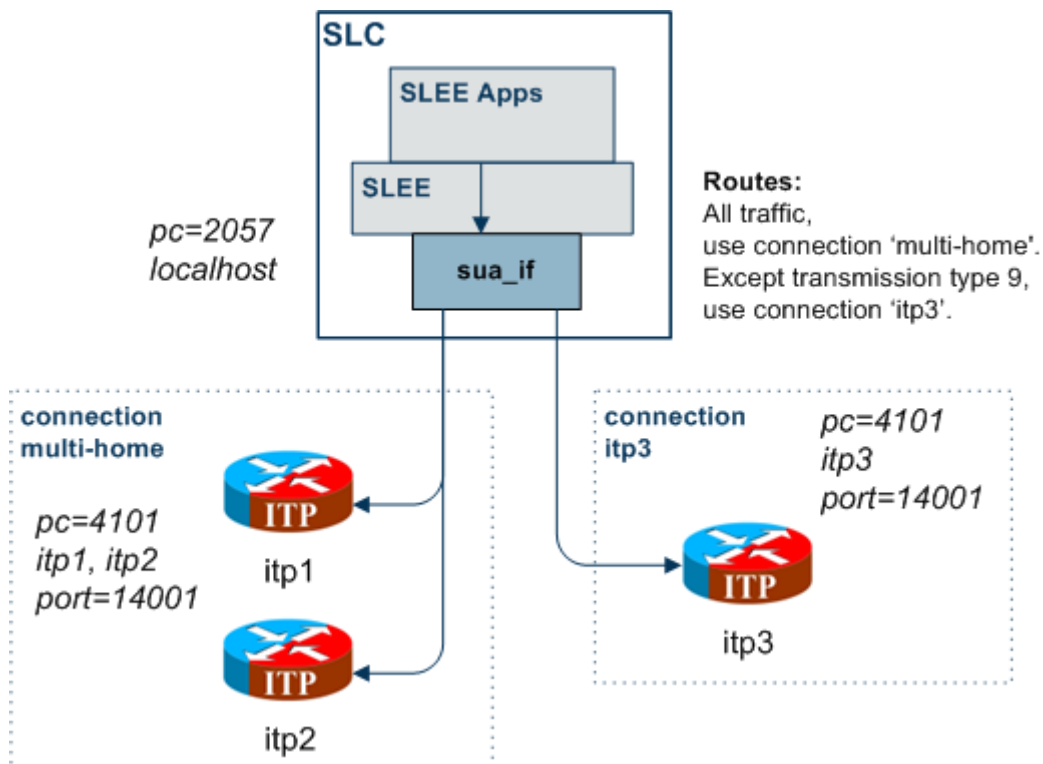 SLC
SLEE Apps
SLEE
sua_if
pc=2057
localhost
Routes:
All traffic,
use connection ‘multi-home'.
Except transmission type 9,
use connection ‘itp3’.
connection
multi-home
pc=4101
itp1, itp2
port=14001
ITP
itp1
ITP
itp2
connection
itp3
pc=4101
itp3
port=14001
ITP
itp3